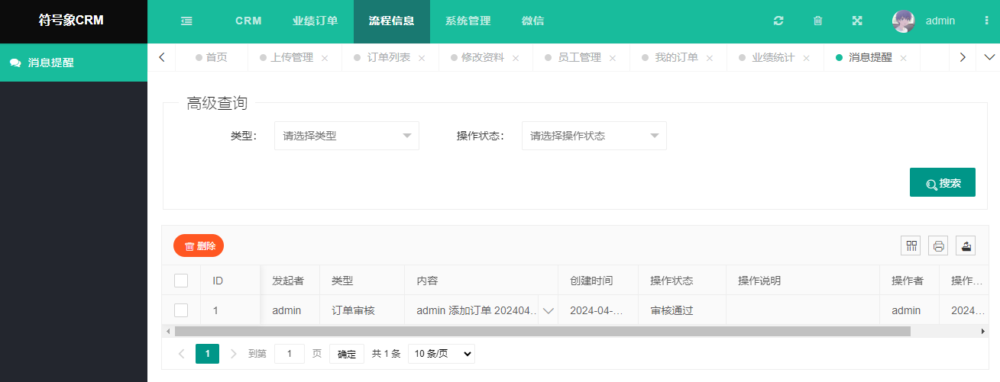 符号象CRM CRM 业绩订单 流程信息 系统管理 微信 admin
消息提醒
首页 上传管理 订单列表 修改资料 员工管理 我的订单 业绩统计 消息提醒
高级查询
类型: 请选择类型 操作状态: 请选择操作状态
搜索
删除
ID 发起者 类型 内容 创建时间 操作状态 操作说明 操作者 操作...
1 admin 订单审核 admin 添加订单 202404... 2024-04-... 审核通过 admin 2024...
1 到第 1 页 确定 共 1 条 10 条/页